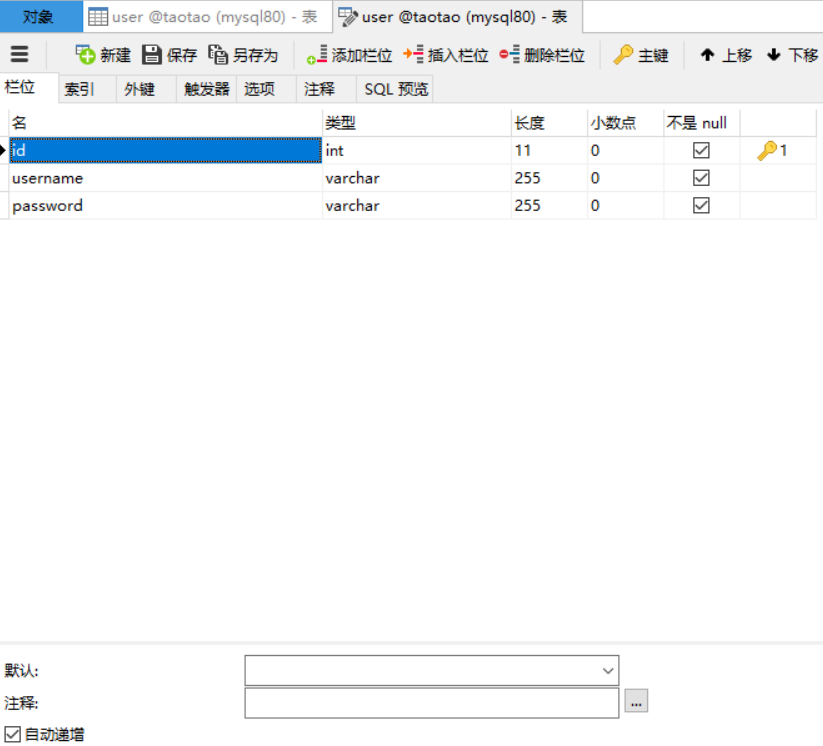 对象 user @taotao (mysql80) - 表 user @taotao (mysql80) - 表
新建 保存 另存为 添加栏位 插入栏位 删除栏位 主键 上移 下移
栏位 索引 外键 触发器 选项 注释 SQL 预览
名 类型 长度 小数点 不是 null
id int 11 0 1
username varchar 255 0
password varchar 255 0
默认:
注释: ...
自动递增